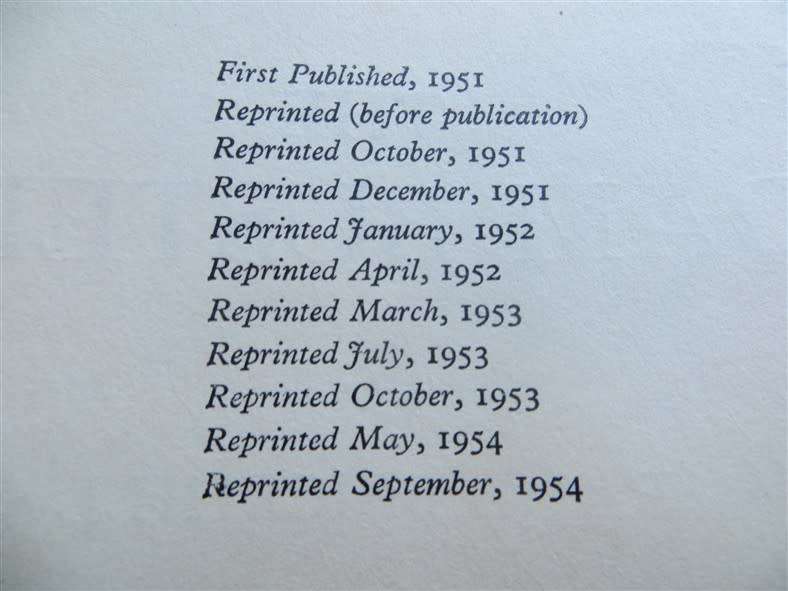 First Published, 1951
Reprinted (before publication)
Reprinted October, 1951
Reprinted December, 1951
Reprinted January, 1952
Reprinted April, 1952
Reprinted March, 1953
Reprinted July, 1953
Reprinted October, 1953
Reprinted May, 1954
Reprinted September, 1954